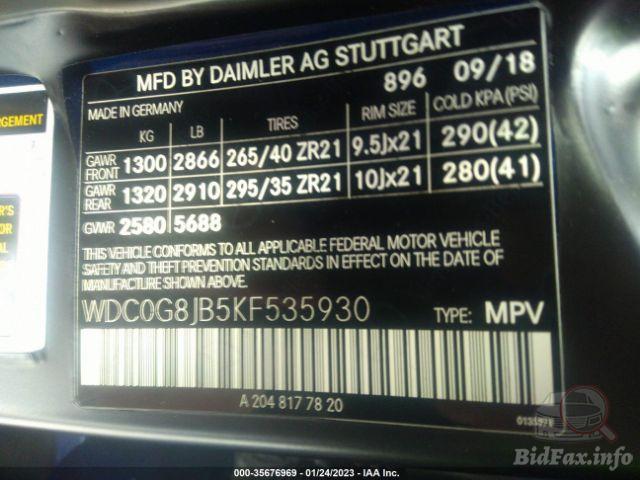 MFD BY DAIMLER AG STUTTGART
896 09/18
MADE IN GERMANY
KG LB TIRES RIM SIZE COLD KPA(PSI)
GAWR FRONT 1300 2866 265/40 ZR21 9.5Jx21 290(42)
GAWR REAR 1320 2910 295/35 ZR21 10Jx21 280(41)
GVWR 2580 5688
THIS VEHICLE CONFORMS TO ALL APPLICABLE FEDERAL MOTOR VEHICLE
SAFETY AND THEFT PREVENTION STANDARDS IN EFFECT ON THE DATE OF
MANUFACTURE SHOWN ABOVE.
WDC0G8JB5KF535930 TYPE: MPV
A 204 817 78 20
ARGEMENT
BidFax.info
000-35676969 - 01/24/2023 - IAA Inc.